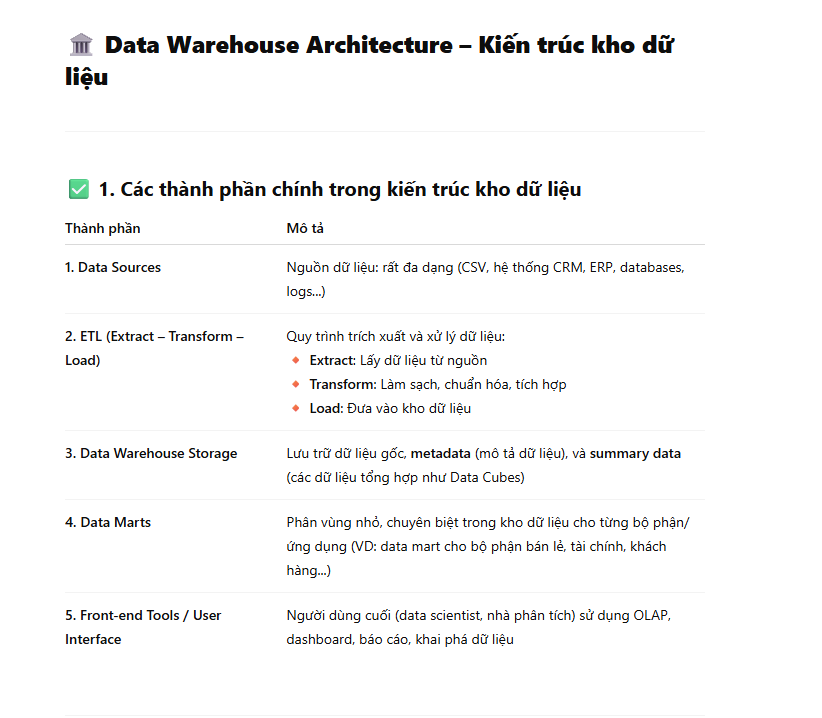 🏛️ Data Warehouse Architecture – Kiến trúc kho dữ
liệu
✅ 1. Các thành phần chính trong kiến trúc kho dữ liệu
Thành phần Mô tả
1. Data Sources Nguồn dữ liệu: rất đa dạng (CSV, hệ thống CRM, ERP, databases,
logs...)
2. ETL (Extract – Transform –
Load)
Quy trình trích xuất và xử lý dữ liệu:
🔸 Extract: Lấy dữ liệu từ nguồn
🔸 Transform: Làm sạch, chuẩn hóa, tích hợp
🔸 Load: Đưa vào kho dữ liệu
3. Data Warehouse Storage Lưu trữ dữ liệu gốc, metadata (mô tả dữ liệu), và summary data
(các dữ liệu tổng hợp như Data Cubes)
4. Data Marts Phân vùng nhỏ, chuyên biệt trong kho dữ liệu cho từng bộ phận/
ứng dụng (VD: data mart cho bộ phận bán lẻ, tài chính, khách
hàng...)
5. Front-end Tools / User
Interface
Người dùng cuối (data scientist, nhà phân tích) sử dụng OLAP,
dashboard, báo cáo, khai phá dữ liệu